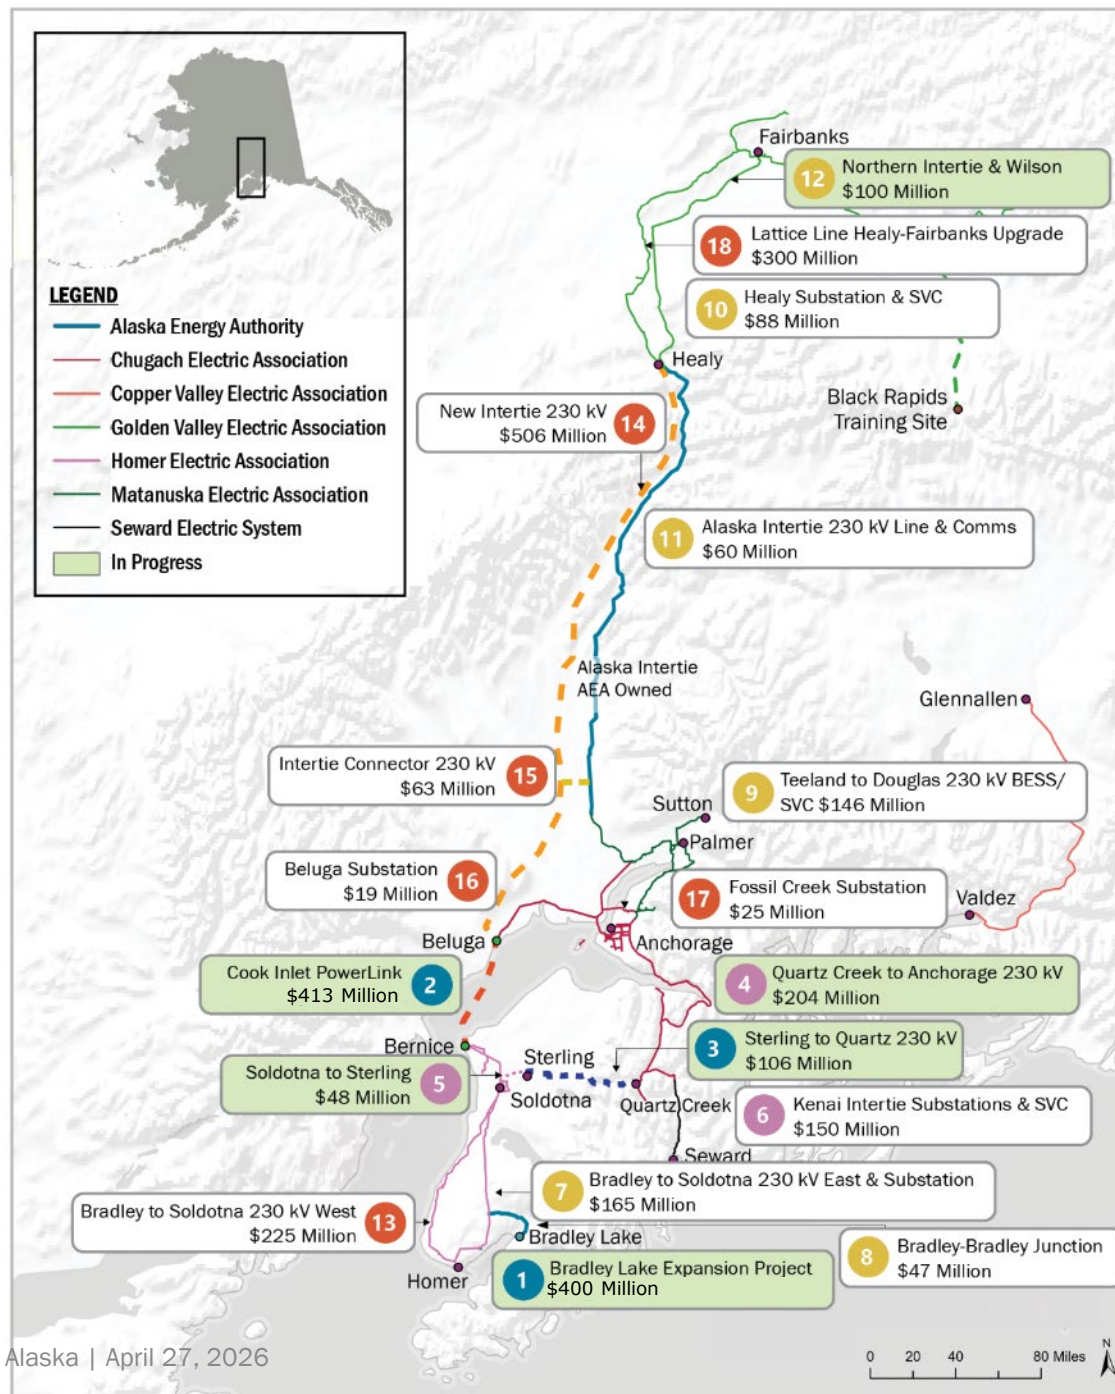 LEGEND
Alaska Energy Authority
Chugach Electric Association
Copper Valley Electric Association
Golden Valley Electric Association
Homer Electric Association
Matanuska Electric Association
Seward Electric System
In Progress
Fairbanks
12
Northern Intertie & Wilson
$100 Million
18
Lattice Line Healy-Fairbanks Upgrade
$300 Million
10
Healy Substation & SVC
$88 Million
Healy
Black Rapids
Training Site
New Intertie 230 kV
$506 Million
14
11
Alaska Intertie 230 kV Line & Comms
$60 Million
Alaska Intertie
AEA Owned
Glennallen
Intertie Connector 230 kV
$63 Million
15
9
Teeland to Douglas 230 kV BESS/
SVC $146 Million
Sutton
Palmer
Beluga Substation
$19 Million
16
17
Fossil Creek Substation
$25 Million
Valdez
Beluga
Anchorage
Cook Inlet PowerLink
$413 Million
2
4
Quartz Creek to Anchorage 230 kV
$204 Million
Bernice
3
Sterling to Quartz 230 kV
$106 Million
Soldotna to Sterling
$48 Million
5
Sterling
Soldotna
Quartz Creek
6
Kenai Intertie Substations & SVC
$150 Million
Seward
7
Bradley to Soldotna 230 kV East & Substation
$165 Million
Bradley to Soldotna 230 kV West
$225 Million
13
Bradley Lake
8
Bradley-Bradley Junction
$47 Million
Homer
1
Bradley Lake Expansion Project
$400 Million
Alaska | April 27, 2026
0 20 40 80 Miles
N